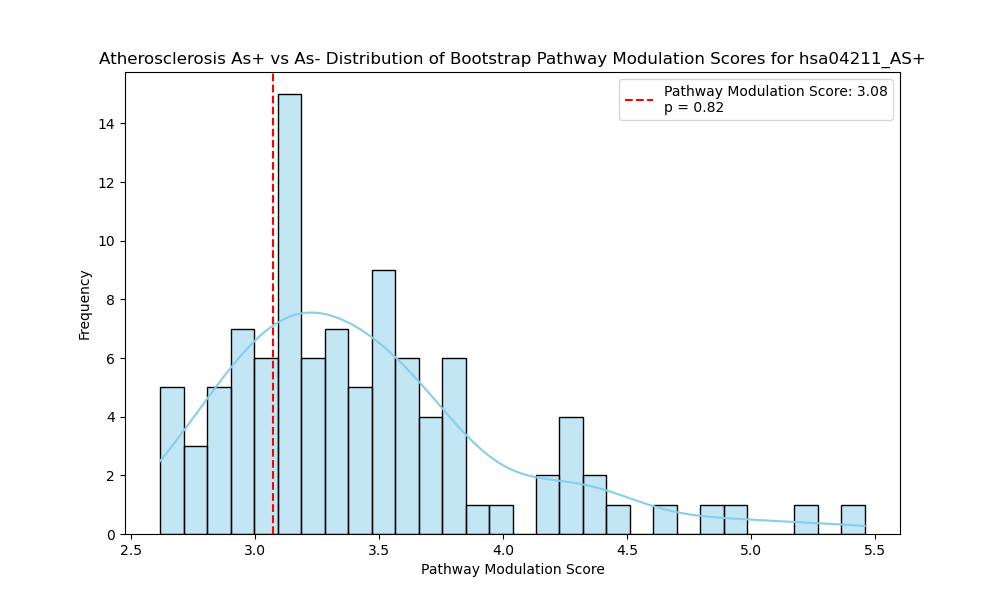 Atherosclerosis As+ vs As- Distribution of Bootstrap Pathway Modulation Scores for hsa04211_AS+
Pathway Modulation Score: 3.08
p = 0.82
Frequency
14
12
10
8
6
4
2
0
2.5 3.0 3.5 4.0 4.5 5.0 5.5
Pathway Modulation Score